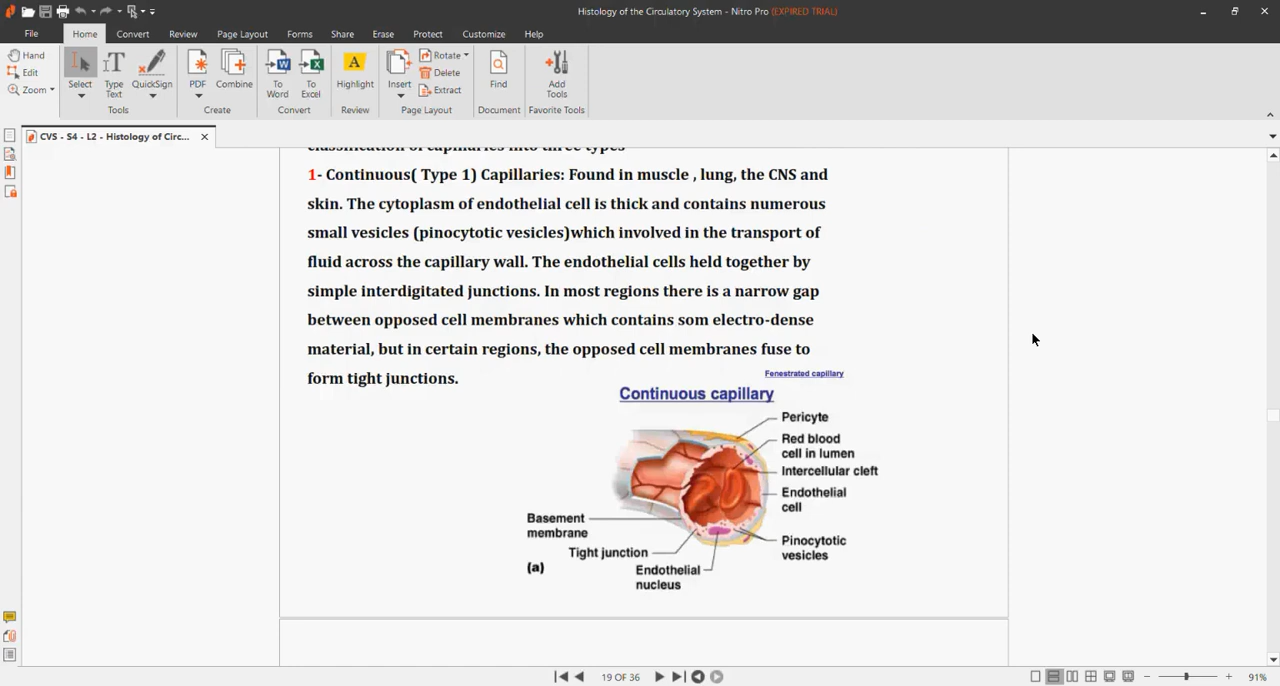 Histology of the Circulatory System - Nitro Pro (EXPIRED TRIAL)
File Home Convert Review Page Layout Forms Share Erase Protect Customize Help
Hand
Edit
Zoom
Select
Type Text
QuickSign
Tools
PDF
Combine
Create
To Word
To Excel
Convert
Highlight
Review
Insert
Rotate
Delete
Extract
Page Layout
Find
Document
Add Tools
Favorite Tools
CVS - S4 - L2 - Histology of Circ...
classification of capillaries into three types
1- Continuous( Type 1) Capillaries: Found in muscle , lung, the CNS and
skin. The cytoplasm of endothelial cell is thick and contains numerous
small vesicles (pinocytotic vesicles)which involved in the transport of
fluid across the capillary wall. The endothelial cells held together by
simple interdigitated junctions. In most regions there is a narrow gap
between opposed cell membranes which contains som electro-dense
material, but in certain regions, the opposed cell membranes fuse to
form tight junctions.
Fenestrated capillary
Continuous capillary
Pericyte
Red blood
cell in lumen
Intercellular cleft
Endothelial
cell
Basement
membrane
Pinocytotic
vesicles
Tight junction
Endothelial
nucleus
(a)
19 OF 36
91%